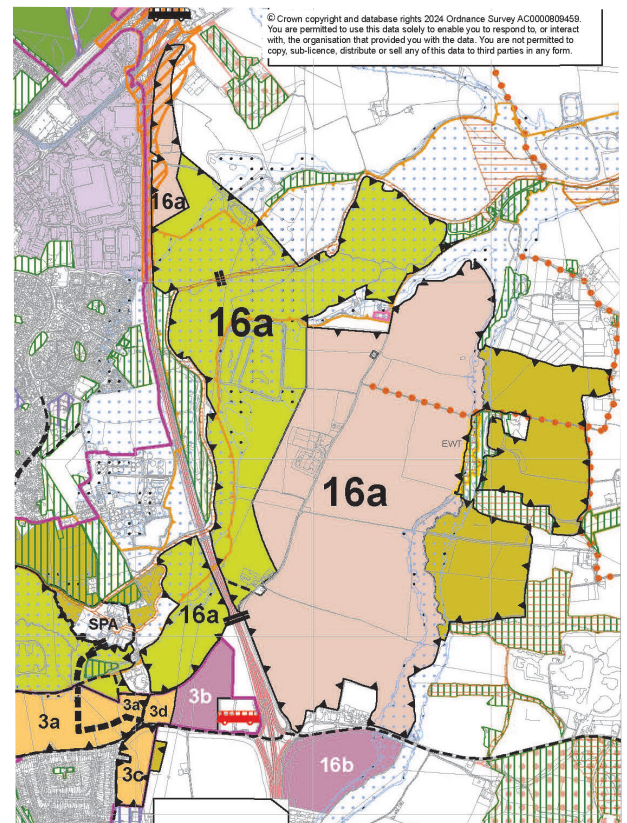 © Crown copyright and database rights 2024 Ordnance Survey AC0000809459.
You are permitted to use this data solely to enable you to respond to, or interact
with, the organisation that provided you with the data. You are not permitted to
copy, sub-licence, distribute or sell any of this data to third parties in any form.
16a
16a
EWT
16a
16a
SPA
3b
3a
3a
3d
3c
16b